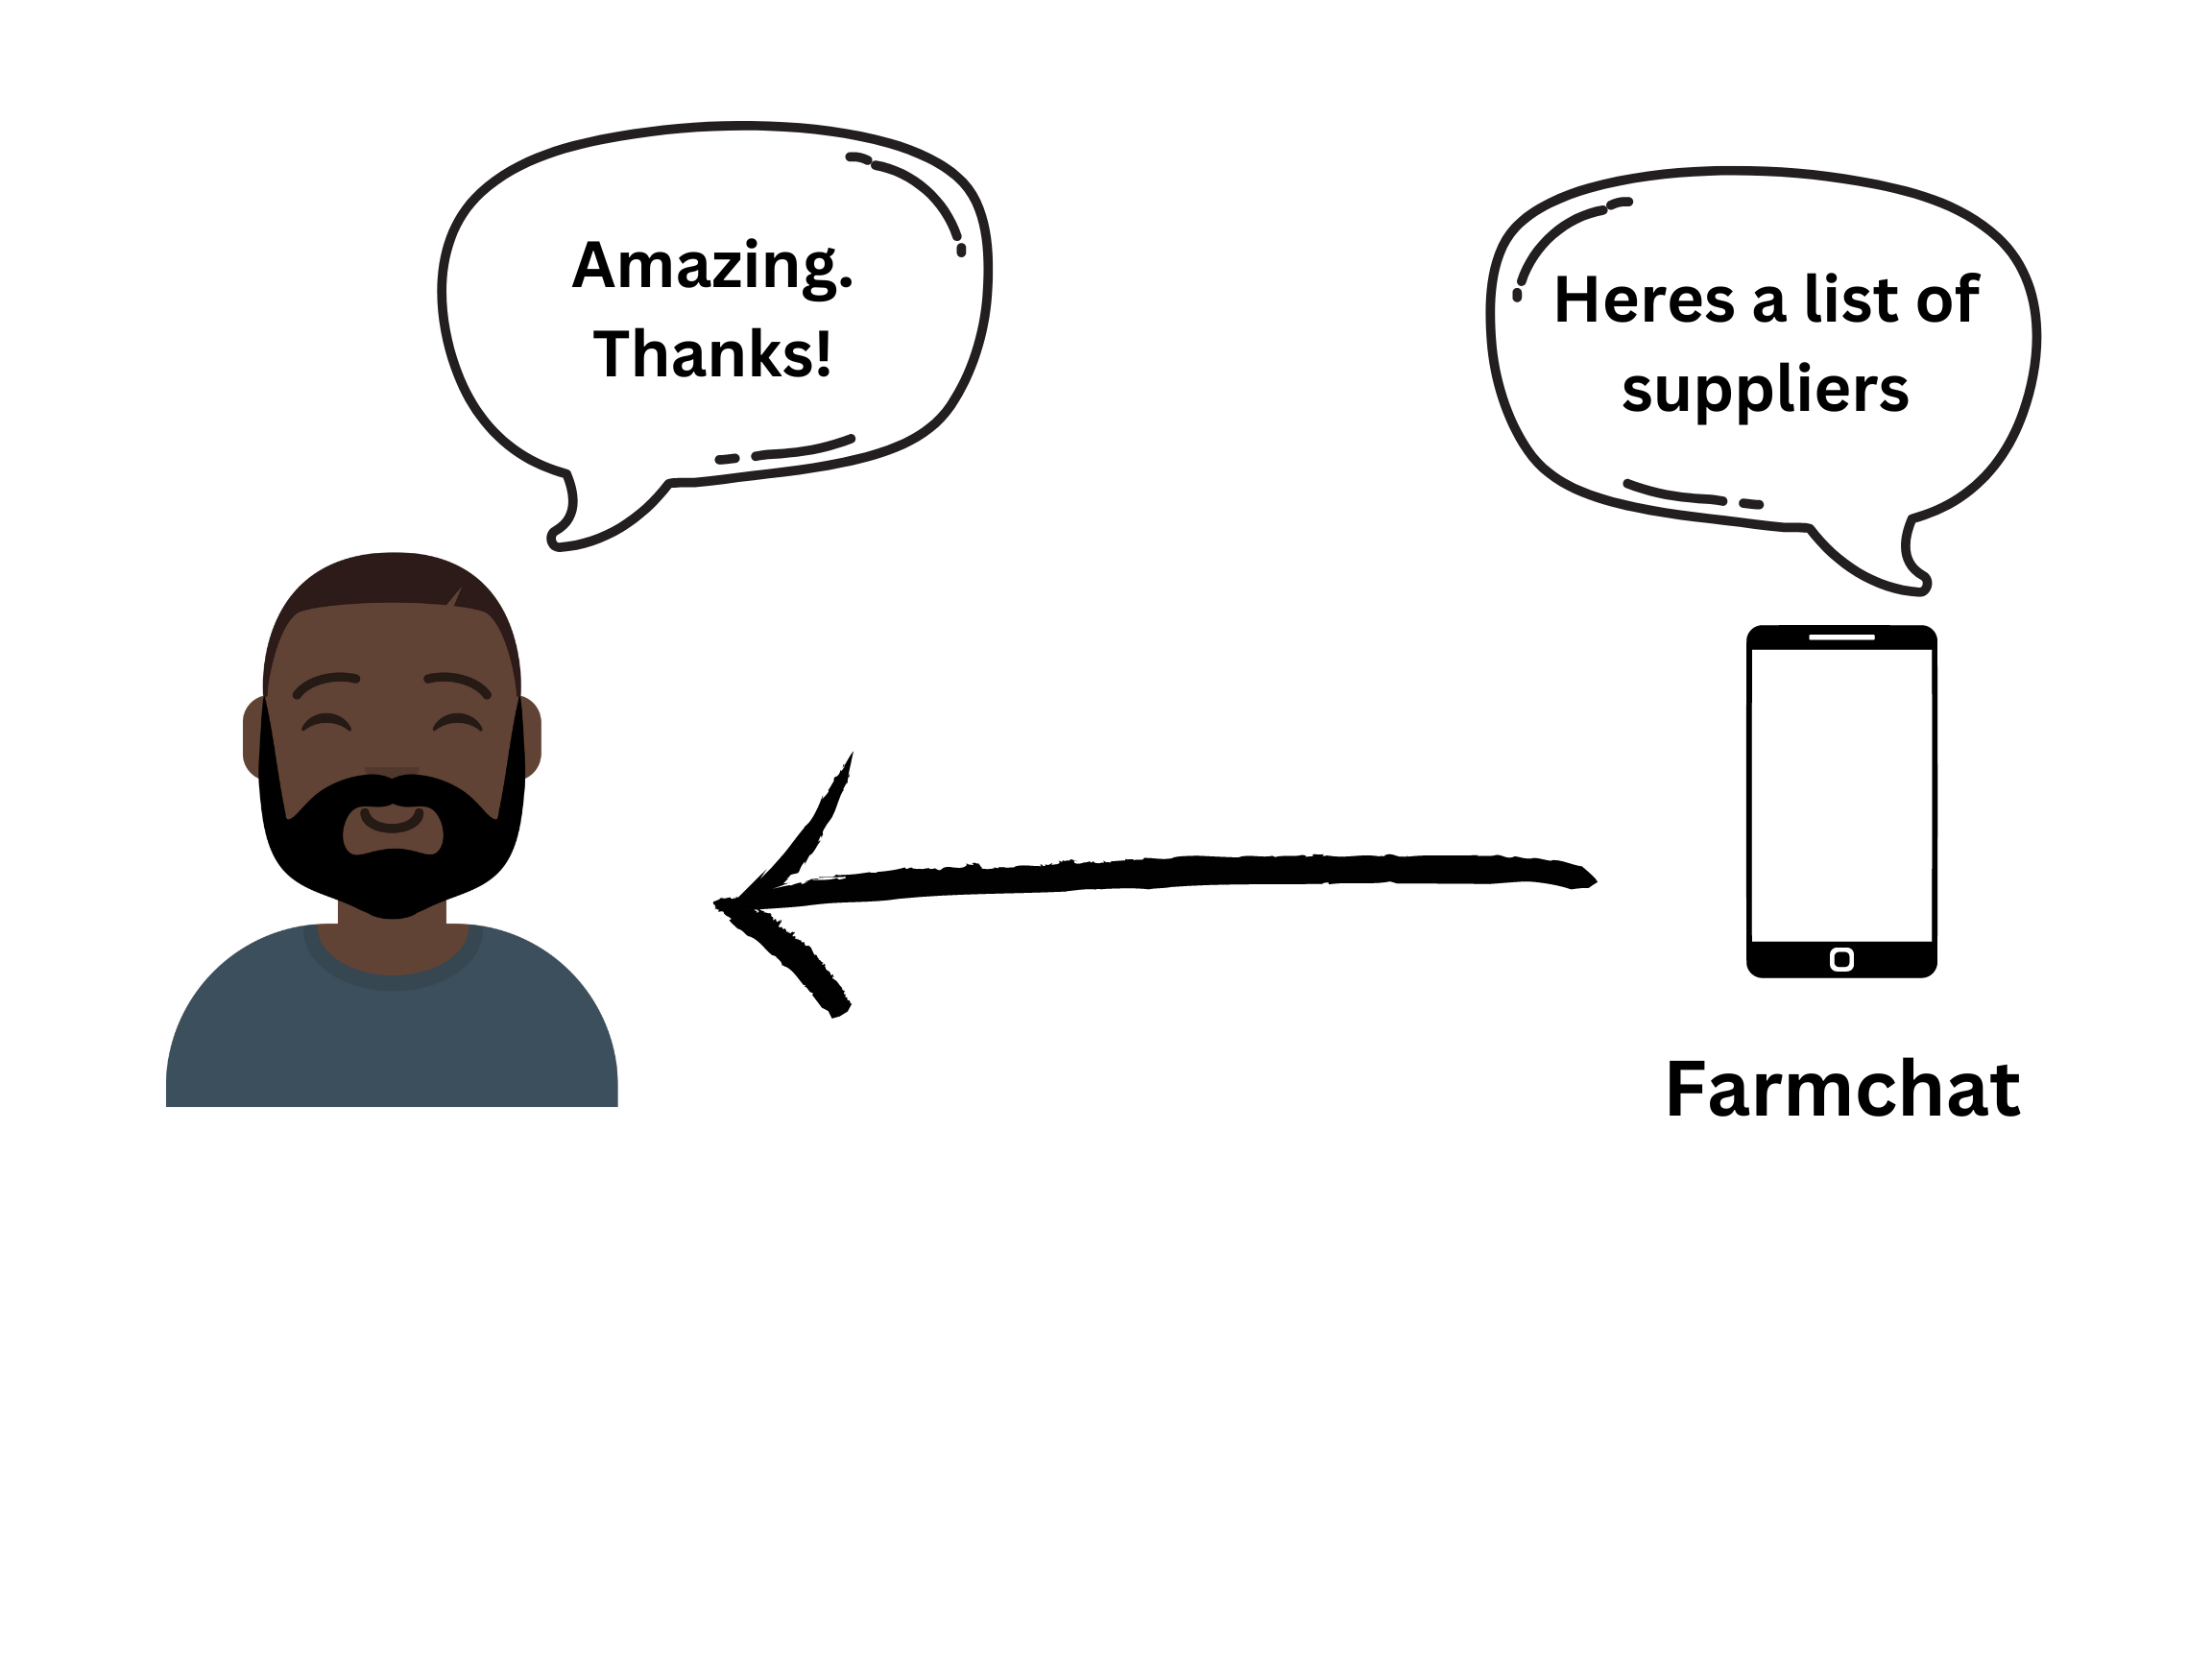 Amazing.
Thanks!
Heres a list of
suppliers
Farmchat